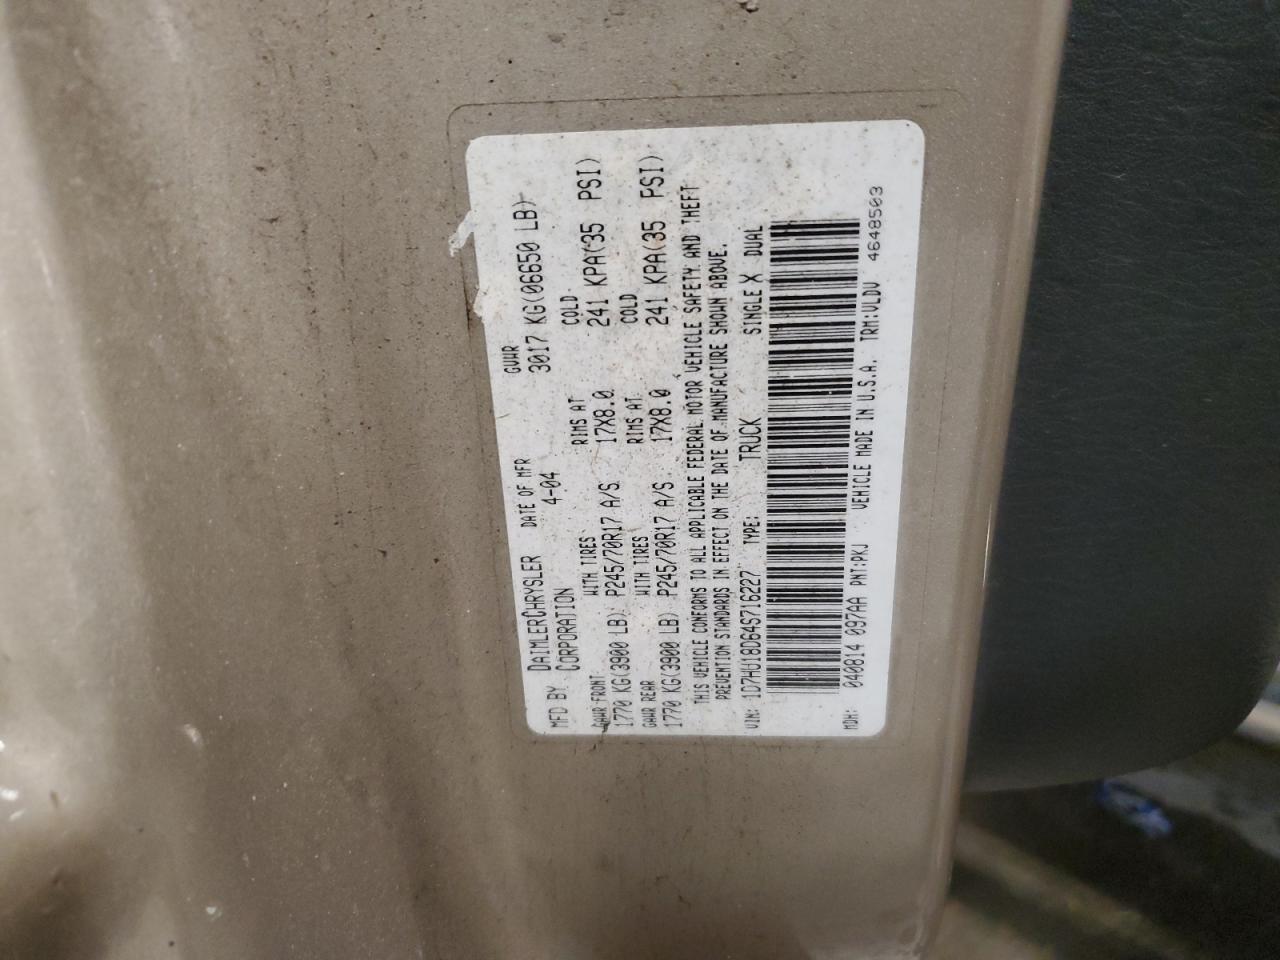 MFD BY DAIMLERCHRYSLER CORPORATION DATE OF MFR 4-04 GVWR 3017 KG(06650 LB)
GAWR FRONT WITH TIRES RIMS AT COLD
1770 KG(3900 LB) P245/70R17 A/S 17X8.0 241 KPA(35 PSI)
GAWR REAR WITH TIRES RIMS AT COLD
1770 KG(3900 LB) P245/70R17 A/S 17X8.0 241 KPA(35 PSI)
THIS VEHICLE CONFORMS TO ALL APPLICABLE FEDERAL MOTOR VEHICLE SAFETY AND THEFT
PREVENTION STANDARDS IN EFFECT ON THE DATE OF MANUFACTURE SHOWN ABOVE.
VIN: 1D7HU18D64S716227 TYPE: TRUCK SINGLE X DUAL
MDH: 040814 097AA PNT:PKJ VEHICLE MADE IN U.S.A. TRM:VLDV 4648503